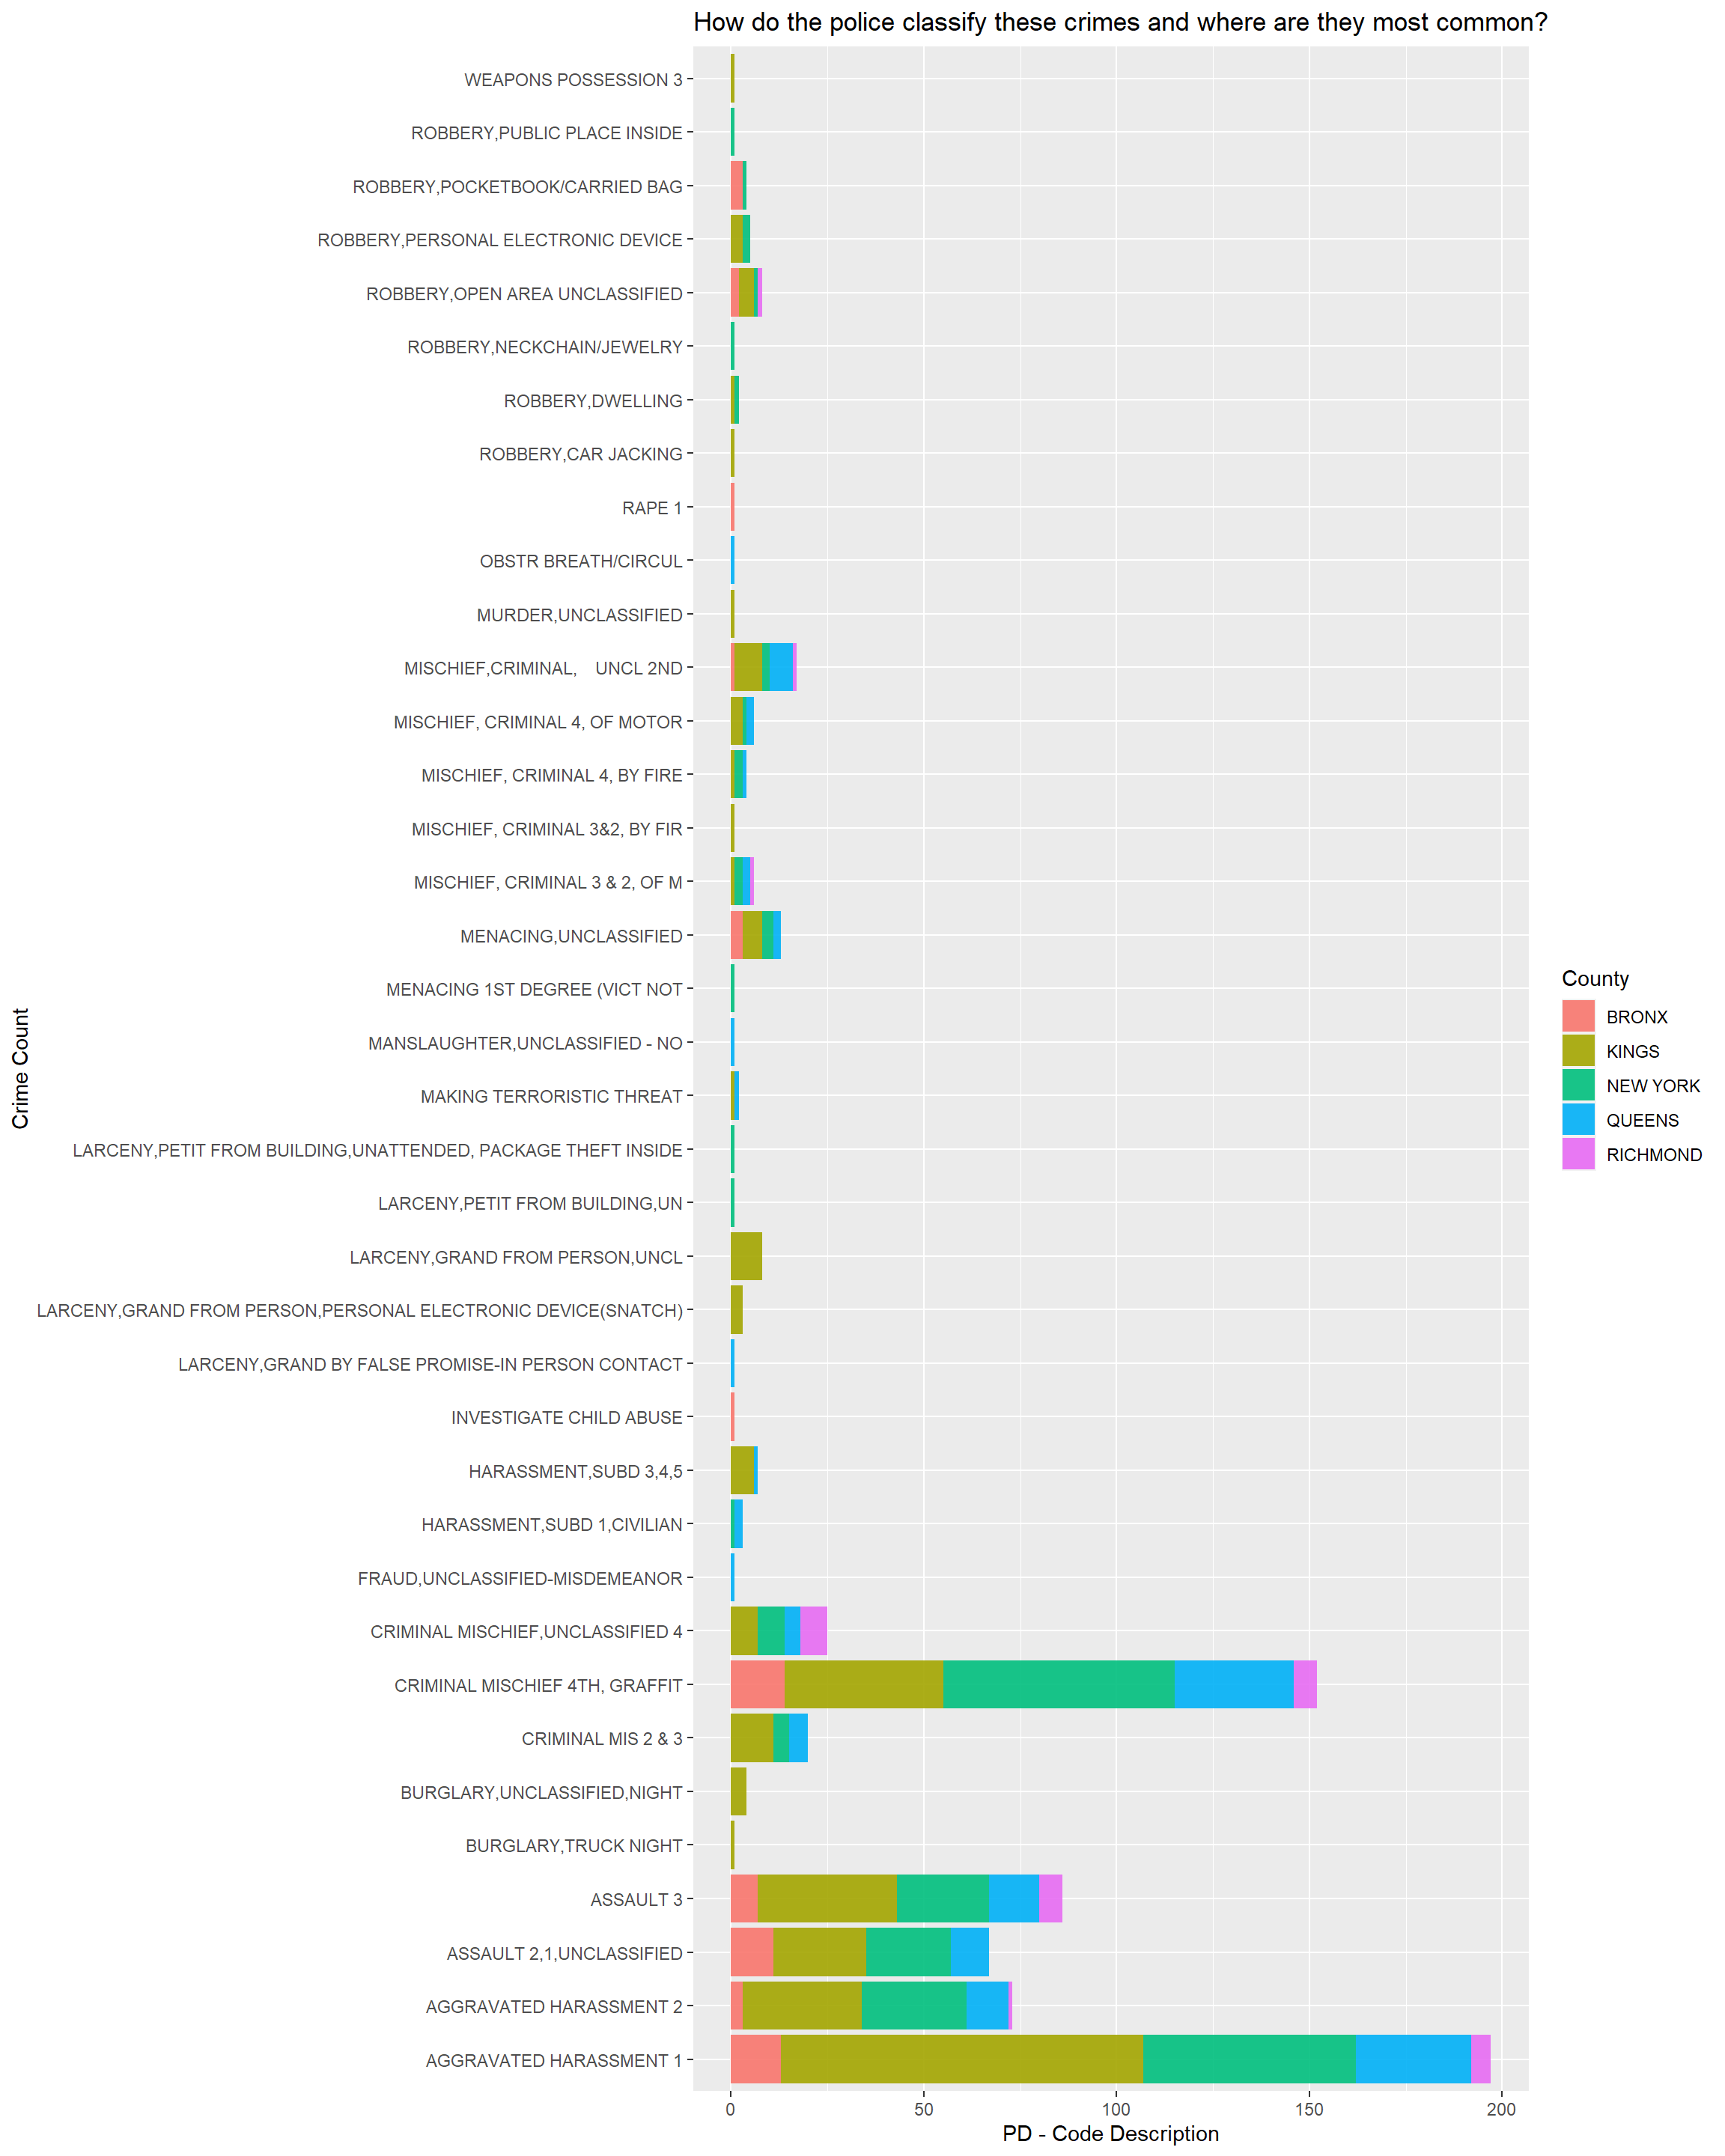 How do the police classify these crimes and where are they most common?
WEAPONS POSSESSION 3
ROBBERY,PUBLIC PLACE INSIDE
ROBBERY,POCKETBOOK/CARRIED BAG
ROBBERY,PERSONAL ELECTRONIC DEVICE
ROBBERY,OPEN AREA UNCLASSIFIED
ROBBERY,NECKCHAIN/JEWELRY
ROBBERY,DWELLING
ROBBERY,CAR JACKING
RAPE 1
OBSTR BREATH/CIRCUL
MURDER,UNCLASSIFIED
MISCHIEF,CRIMINAL,    UNCL 2ND
MISCHIEF, CRIMINAL 4, OF MOTOR
MISCHIEF, CRIMINAL 4, BY FIRE
MISCHIEF, CRIMINAL 3&2, BY FIR
MISCHIEF, CRIMINAL 3 & 2, OF M
MENACING,UNCLASSIFIED
MENACING 1ST DEGREE (VICT NOT
MANSLAUGHTER,UNCLASSIFIED - NO
MAKING TERRORISTIC THREAT
LARCENY,PETIT FROM BUILDING,UNATTENDED, PACKAGE THEFT INSIDE
LARCENY,PETIT FROM BUILDING,UN
LARCENY,GRAND FROM PERSON,UNCL
LARCENY,GRAND FROM PERSON,PERSONAL ELECTRONIC DEVICE(SNATCH)
LARCENY,GRAND BY FALSE PROMISE-IN PERSON CONTACT
INVESTIGATE CHILD ABUSE
HARASSMENT,SUBD 3,4,5
HARASSMENT,SUBD 1,CIVILIAN
FRAUD,UNCLASSIFIED-MISDEMEANOR
CRIMINAL MISCHIEF,UNCLASSIFIED 4
CRIMINAL MISCHIEF 4TH, GRAFFIT
CRIMINAL MIS 2 & 3
BURGLARY,UNCLASSIFIED,NIGHT
BURGLARY,TRUCK NIGHT
ASSAULT 3
ASSAULT 2,1,UNCLASSIFIED
AGGRAVATED HARASSMENT 2
AGGRAVATED HARASSMENT 1
Crime Count
0 50 100 150 200
PD - Code Description
County
BRONX
KINGS
NEW YORK
QUEENS
RICHMOND